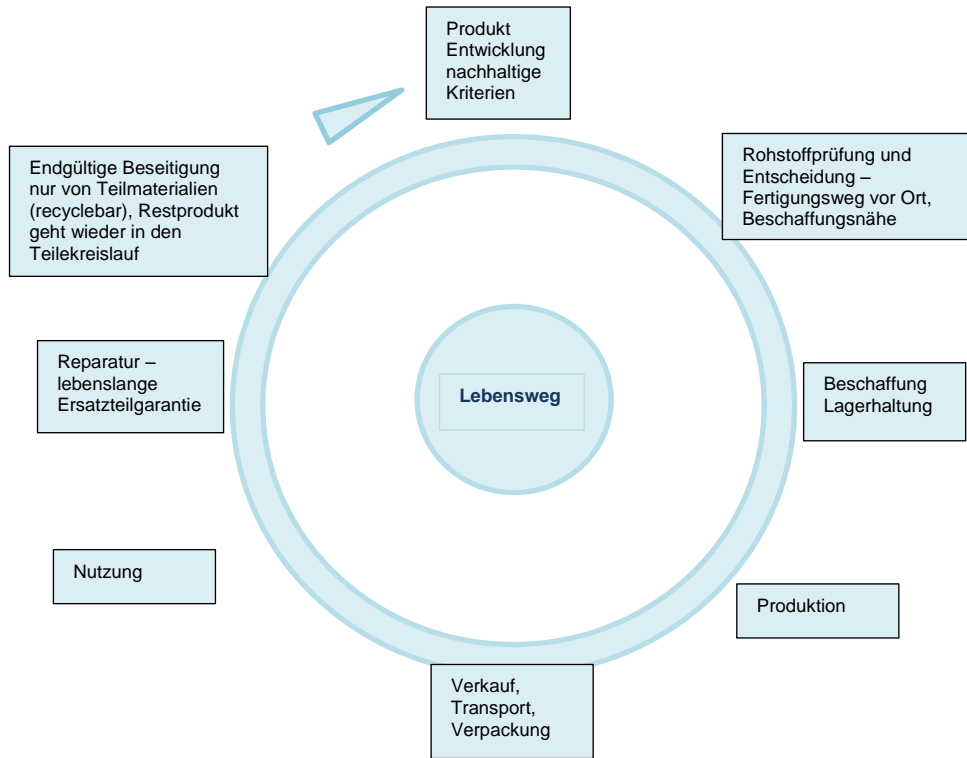 Produkt
Entwicklung
nachhaltige
Kriterien
Rohstoffprüfung und
Entscheidung –
Fertigungsweg vor Ort,
Beschaffungsnähe
Beschaffung
Lagerhaltung
Produktion
Verkauf,
Transport,
Verpackung
Nutzung
Reparatur –
lebenslange
Ersatzteilgarantie
Endgültige Beseitigung
nur von Teilmaterialien
(recyclebar), Restprodukt
geht wieder in den
Teilekreislauf
Lebensweg